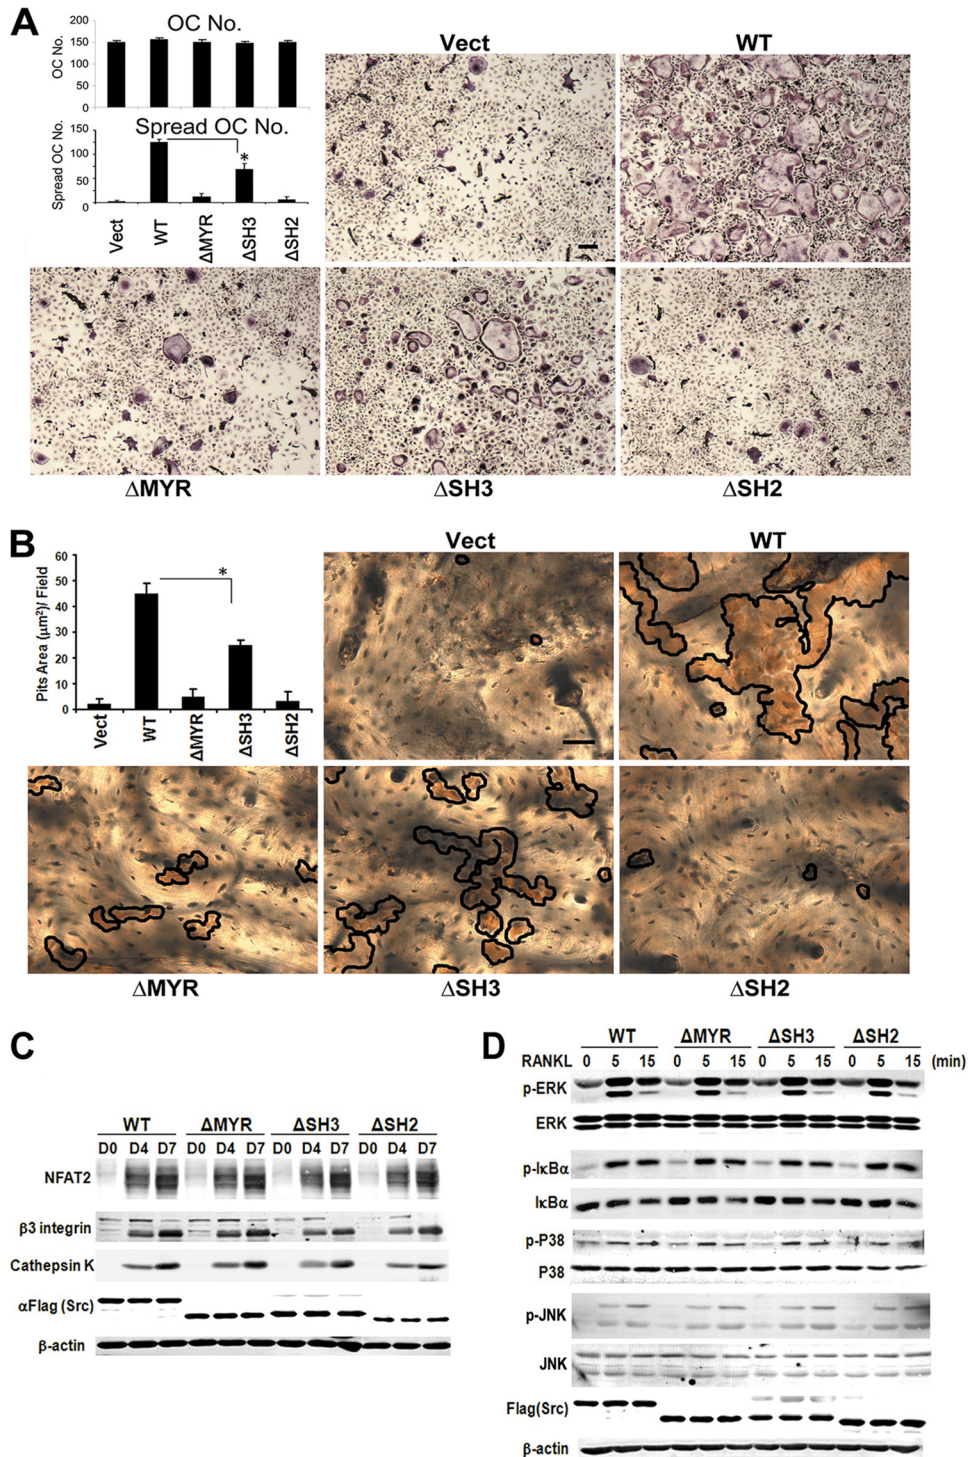 A
OC No.
OC No.
200
150
100
50
0
Spread OC No.
Spread OC No.
150
100
50
0
*
Vect
WT
ΔMYR
ΔSH3
ΔSH2
Vect
WT
ΔMYR
ΔSH3
ΔSH2
B
Pits Area (μm²)/ Field
60
50
40
30
20
10
0
*
Vect
WT
ΔMYR
ΔSH3
ΔSH2
Vect
WT
ΔMYR
ΔSH3
ΔSH2
C
WT ΔMYR ΔSH3 ΔSH2
D0 D4 D7 D0 D4 D7 D0 D4 D7 D0 D4 D7
NFAT2
β3 integrin
Cathepsin K
αFlag (Src)
β-actin
D
WT ΔMYR ΔSH3 ΔSH2
RANKL 0 5 15 0 5 15 0 5 15 0 5 15 (min)
p-ERK
ERK
p-IκBα
IκBα
p-P38
P38
p-JNK
JNK
Flag(Src)
β-actin